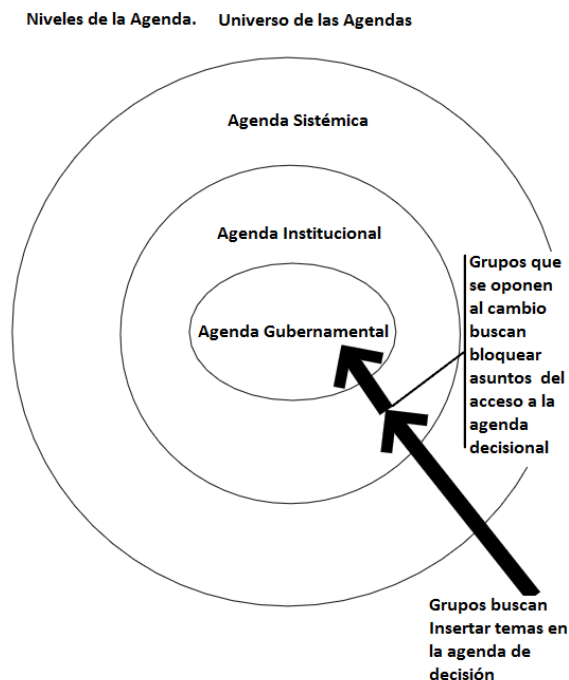 Niveles de la Agenda. Universo de las Agendas
Agenda Sistémica
Agenda Institucional
Agenda Gubernamental
Grupos que
se oponen
al cambio
buscan
bloquear
asuntos del
acceso a la
agenda
decisional
Grupos buscan
Insertar temas en
la agenda de
decisión